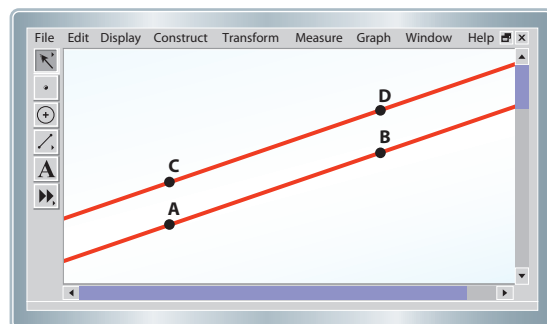 File Edit Display Construct Transform Measure Graph Window Help
A
D
B
C
A